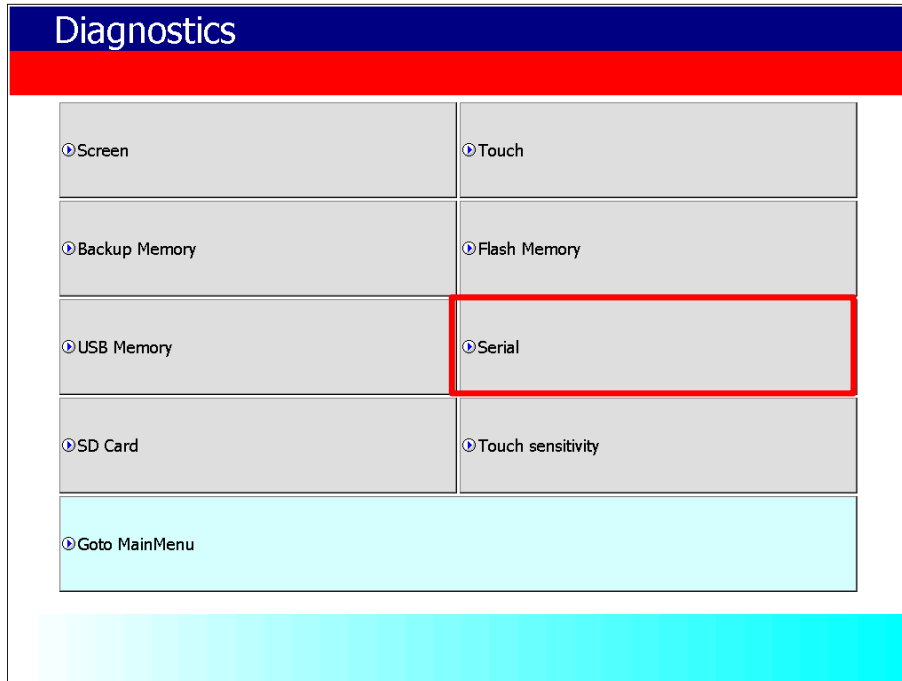 Diagnostics
Screen
Touch
Backup Memory
Flash Memory
USB Memory
Serial
SD Card
Touch sensitivity
Goto MainMenu